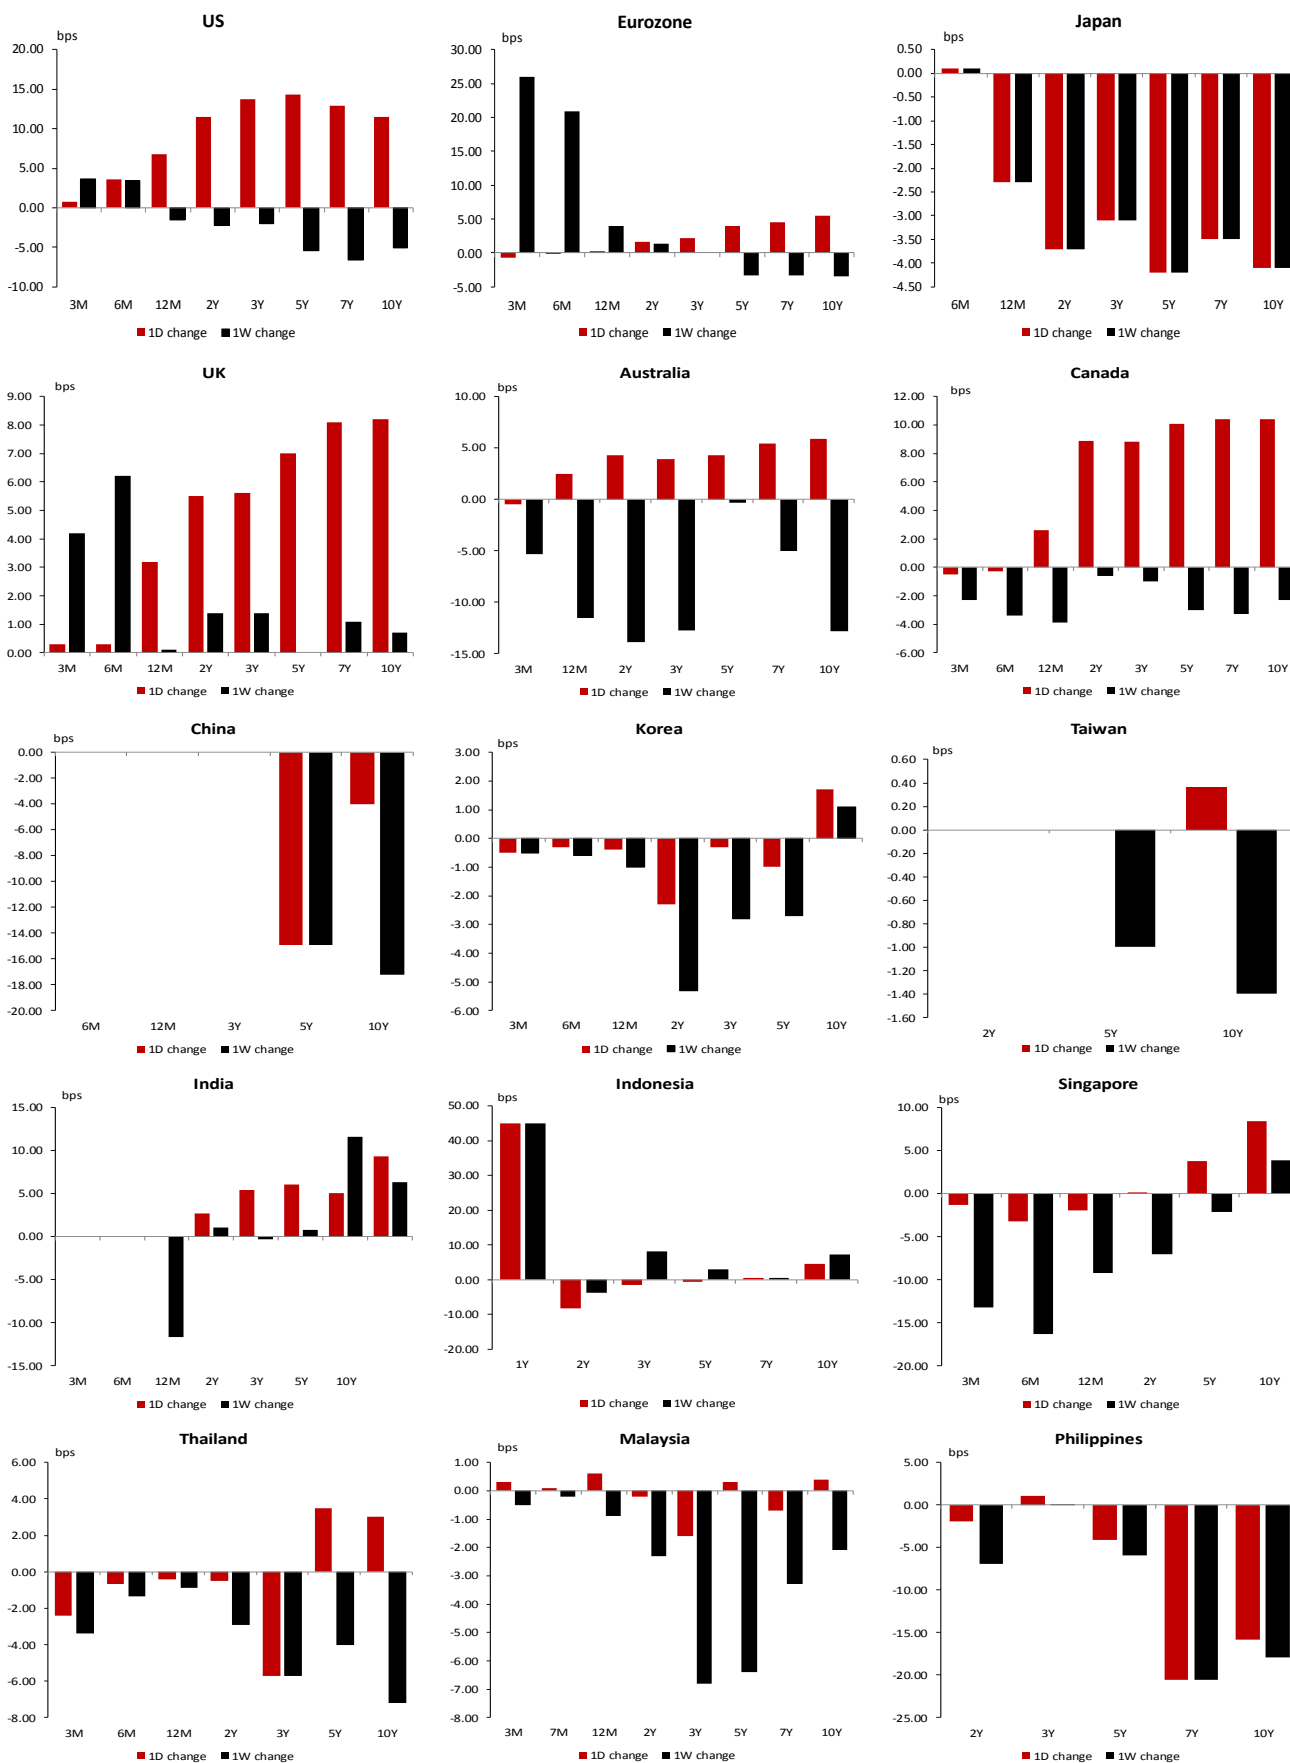 US
bps
20.00
15.00
10.00
5.00
0.00
-5.00
-10.00
3M 6M 12M 2Y 3Y 5Y 7Y 10Y
1D change 1W change
Eurozone
bps
30.00
25.00
20.00
15.00
10.00
5.00
0.00
-5.00
3M 6M 12M 2Y 3Y 5Y 7Y 10Y
1D change 1W change
Japan
bps
0.50
0.00
-0.50
-1.00
-1.50
-2.00
-2.50
-3.00
-3.50
-4.00
-4.50
6M 12M 2Y 3Y 5Y 7Y 10Y
1D change 1W change
UK
bps
9.00
8.00
7.00
6.00
5.00
4.00
3.00
2.00
1.00
0.00
3M 6M 12M 2Y 3Y 5Y 7Y 10Y
1D change 1W change
Australia
bps
10.00
5.00
0.00
-5.00
-10.00
-15.00
3M 12M 2Y 3Y 5Y 7Y 10Y
1D change 1W change
Canada
bps
12.00
10.00
8.00
6.00
4.00
2.00
0.00
-2.00
-4.00
-6.00
3M 6M 12M 2Y 3Y 5Y 7Y 10Y
1D change 1W change
China
bps
0.00
-2.00
-4.00
-6.00
-8.00
-10.00
-12.00
-14.00
-16.00
-18.00
-20.00
6M 12M 3Y 5Y 10Y
1D change 1W change
Korea
bps
3.00
2.00
1.00
0.00
-1.00
-2.00
-3.00
-4.00
-5.00
-6.00
3M 6M 12M 2Y 3Y 5Y 10Y
1D change 1W change
Taiwan
bps
0.60
0.40
0.20
0.00
-0.20
-0.40
-0.60
-0.80
-1.00
-1.20
-1.40
-1.60
2Y 5Y 10Y
1D change 1W change
India
bps
15.00
10.00
5.00
0.00
-5.00
-10.00
-15.00
3M 6M 12M 2Y 3Y 5Y 10Y
1D change 1W change
Indonesia
bps
50.00
40.00
30.00
20.00
10.00
0.00
-10.00
-20.00
1Y 2Y 3Y 5Y 7Y 10Y
1D change 1W change
Singapore
bps
10.00
5.00
0.00
-5.00
-10.00
-15.00
-20.00
3M 6M 12M 2Y 5Y 10Y
1D change 1W change
Thailand
bps
6.00
4.00
2.00
0.00
-2.00
-4.00
-6.00
-8.00
3M 6M 12M 2Y 3Y 5Y 10Y
1D change 1W change
Malaysia
bps
1.00
0.00
-1.00
-2.00
-3.00
-4.00
-5.00
-6.00
-7.00
-8.00
3M 7M 12M 2Y 3Y 5Y 7Y 10Y
1D change 1W change
Philippines
bps
5.00
0.00
-5.00
-10.00
-15.00
-20.00
-25.00
2Y 3Y 5Y 7Y 10Y
1D change 1W change